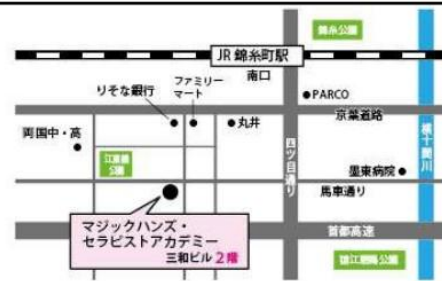 錦糸公園
JR 錦糸町駅
南口
ファミリー
マート
りそな銀行
PARCO
京葉道路
丸井
両国中・高
四ツ目通り
横十間川
江東橋
公園
墨東病院
馬車通り
マジックハンズ・
セラピストアカデミー
三和ビル 2階
首都高速